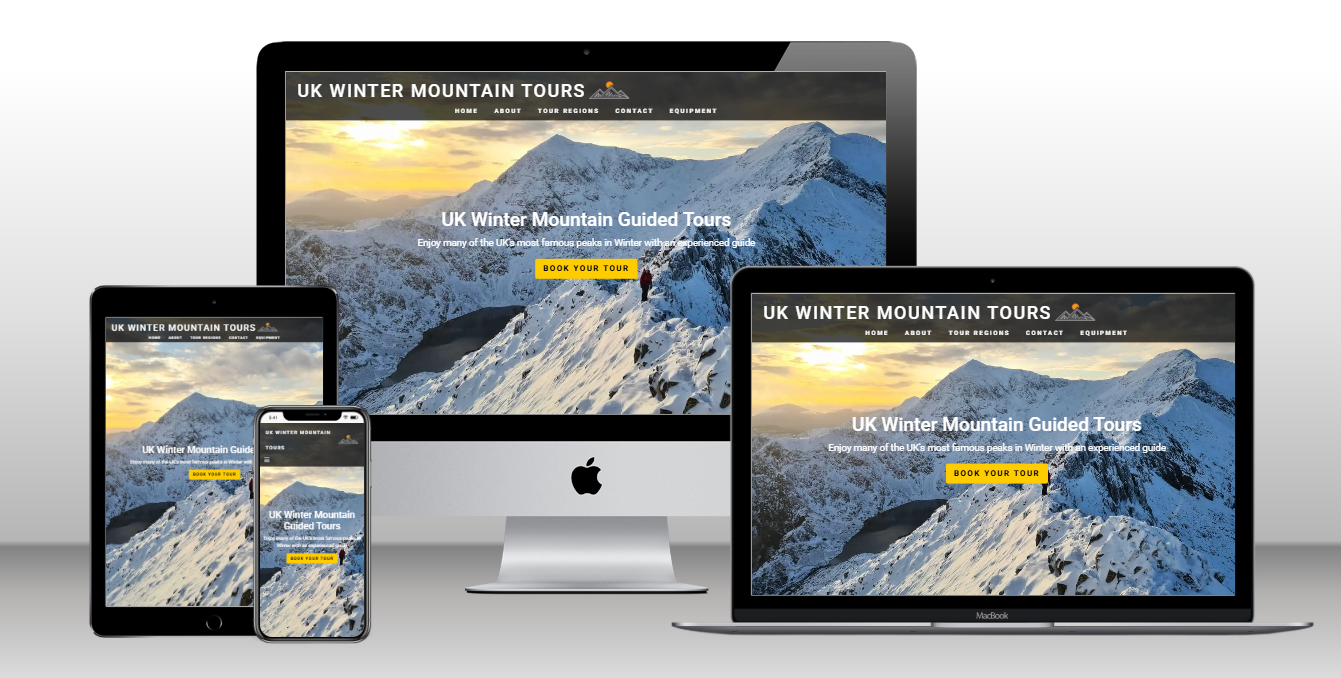 UK WINTER MOUNTAIN TOURS
HOME ABOUT TOUR REGIONS CONTACT EQUIPMENT
UK Winter Mountain Guided Tours
Enjoy many of the UK's most famous peaks in Winter with an experienced guide
BOOK YOUR TOUR
UK WINTER MOUNTAIN TOURS
HOME ABOUT TOUR REGIONS CONTACT EQUIPMENT
UK Winter Mountain Guide
Enjoy many of the UK's most famous peaks in Winter with
BOOK YOUR TOUR
UK WINTER MOUNTAIN
TOURS
UK Winter Mountain
Guided Tours
Enjoy many of the UK's most famous peaks in
Winter with an experienced guide
BOOK YOUR TOUR
UK WINTER MOUNTAIN TOURS
HOME ABOUT TOUR REGIONS CONTACT EQUIPMENT
UK Winter Mountain Guided Tours
Enjoy many of the UK's most famous peaks in Winter with an experienced guide
BOOK YOUR TOUR
MacBook